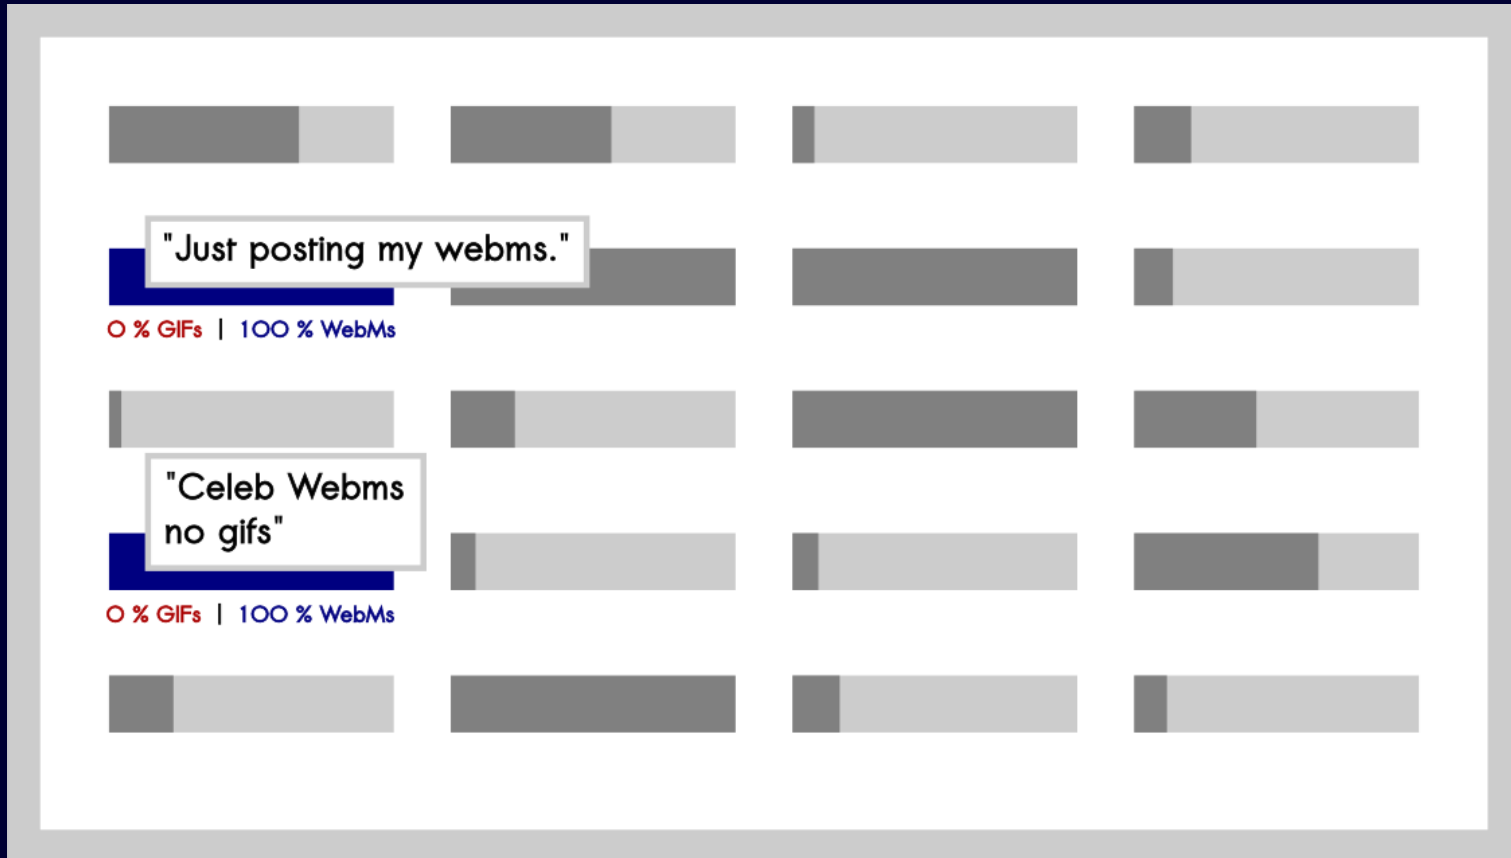 "Just posting my webms."
0 % GIFs | 100 % WebMs
"Celeb Webms
no gifs"
0 % GIFs | 100 % WebMs